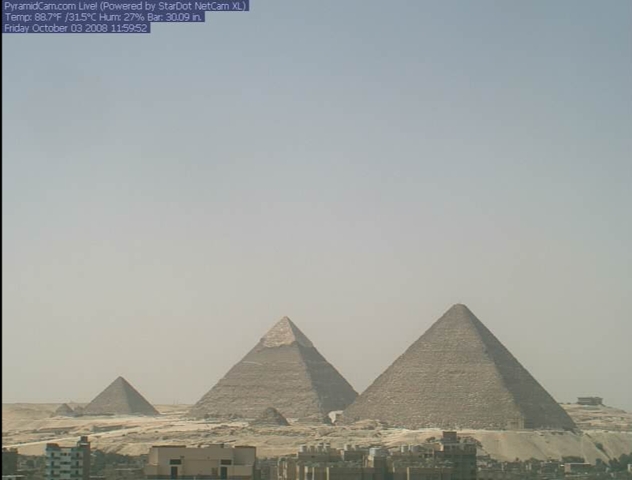 PyramidCam.com Live! (Powered by StarDot NetCam XL)
Temp: 88.7°F /31.5°C Hum: 27% Bar: 30.09 in.
Friday October 03 2008 11:59:52